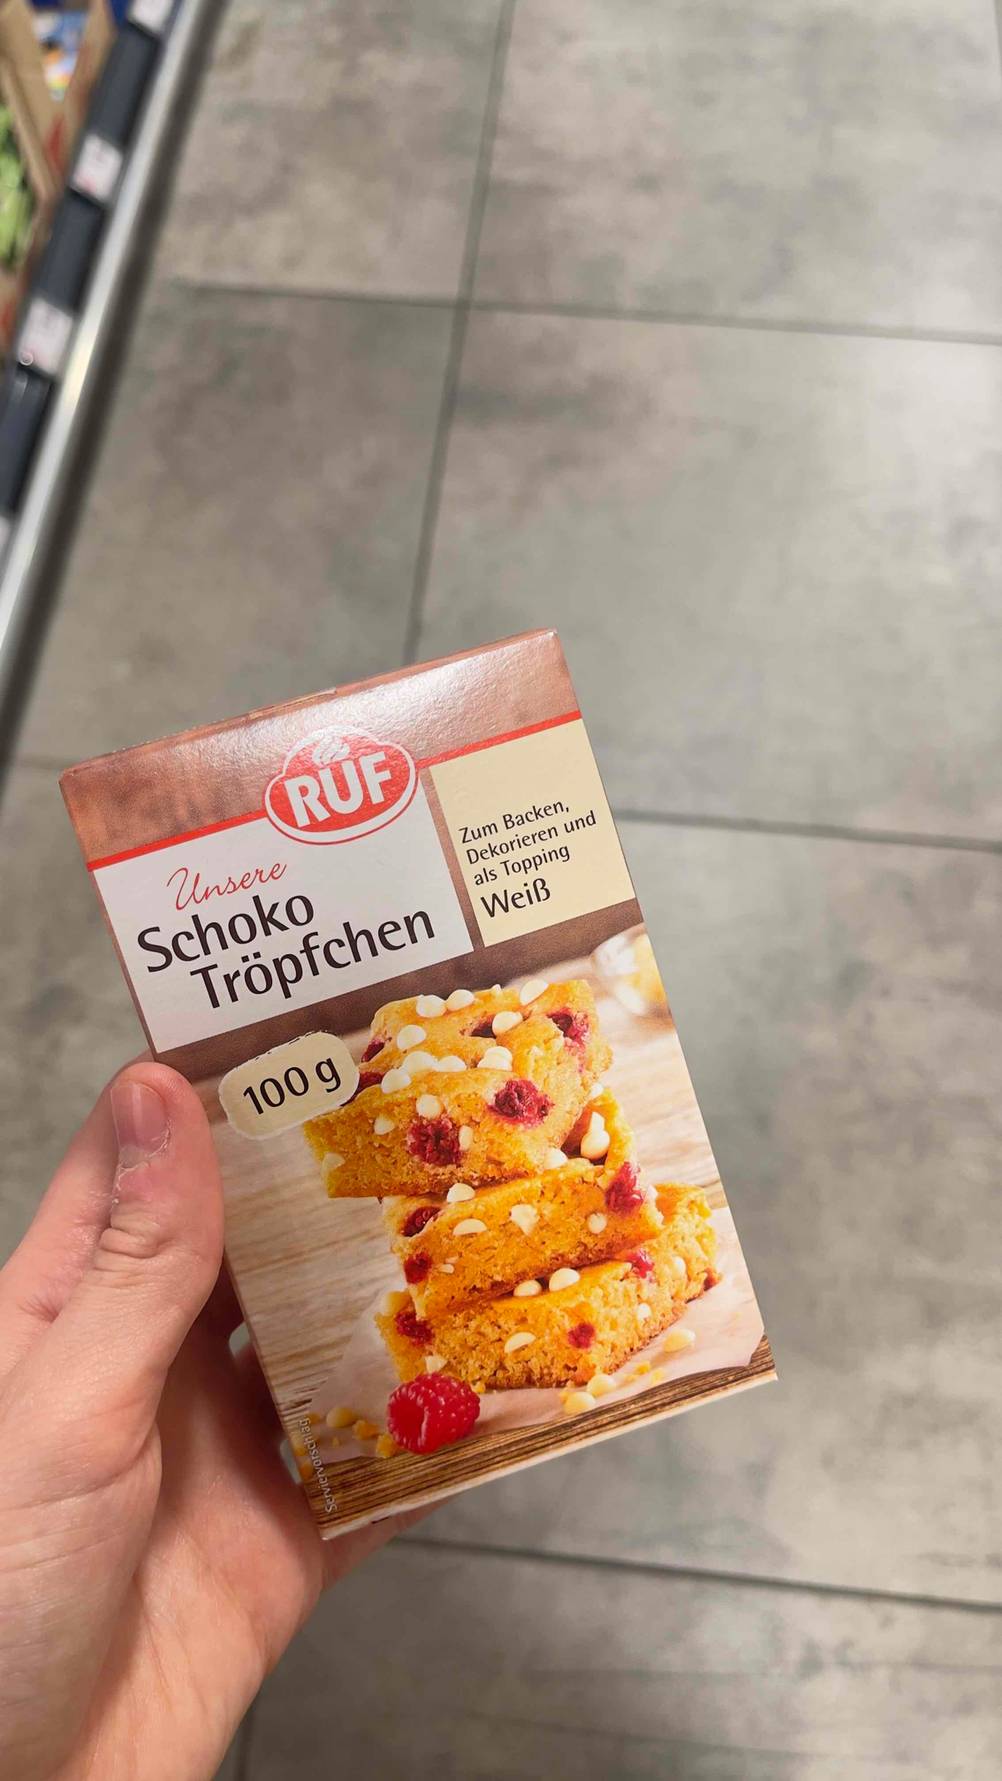 RUF
Unsere
Schoko
Tröpfchen
Zum Backen,
Dekorieren und
als Topping
Weiß
100 g
Serviervorschlag